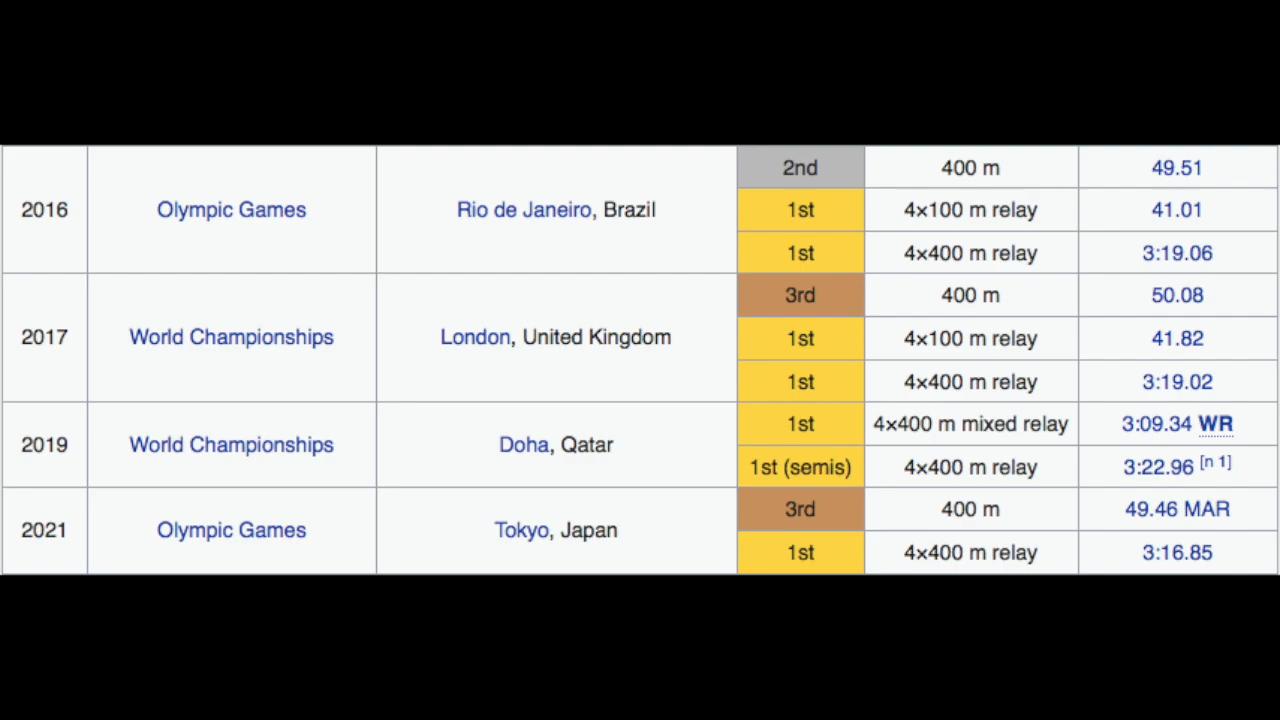 2016 Olympic Games Rio de Janeiro, Brazil 2nd 400 m 49.51
1st 4×100 m relay 41.01
1st 4×400 m relay 3:19.06
2017 World Championships London, United Kingdom 3rd 400 m 50.08
1st 4×100 m relay 41.82
1st 4×400 m relay 3:19.02
2019 World Championships Doha, Qatar 1st 4×400 m mixed relay 3:09.34 WR
1st (semis) 4×400 m relay 3:22.96 [n 1]
2021 Olympic Games Tokyo, Japan 3rd 400 m 49.46 MAR
1st 4×400 m relay 3:16.85